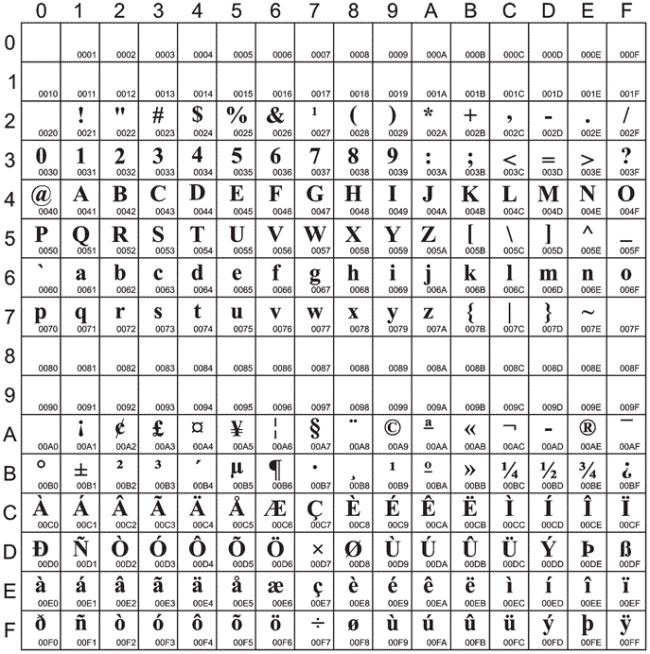 0 1 2 3 4 5 6 7 8 9 A B C D E F
0 0001 0002 0003 0004 0005 0006 0007 0008 0009 000A 000B 000C 000D 000E 000F
1 0010 0011 0012 0013 0014 0015 0016 0017 0018 0019 001A 001B 001C 001D 001E 001F
2 ! " # $ % & ¹ ( ) * + , - . /
0020 0021 0022 0023 0024 0025 0026 0027 0028 0029 002A 002B 002C 002D 002E 002F
3 0 1 2 3 4 5 6 7 8 9 : ; < = > ?
0030 0031 0032 0033 0034 0035 0036 0037 0038 0059 003A 003B 003C 003D 003E 003F
4 @ A B C D E F G H I J K L M N O
0040 0041 0042 0043 0044 0045 0046 0047 0048 0049 004A 004B 004C 004D 004E 004F
5 P Q R S T U V W X Y Z [ \ ] ^ _
0050 0051 0052 0053 0054 0055 0056 0057 0058 0059 005A 005B 005C 005D 005E 005F
6 ` a b c d e f g h i j k l m n o
0060 0061 0062 0063 0064 0065 0066 0067 0068 0069 006A 006B 006C 006D 006E 006F
7 p q r s t u v w x y z { | } ~
0070 0071 0072 0073 0074 0075 0076 0077 0078 0079 007A 007B 007C 007D 007E 007F
8 0080 0081 0082 0083 0084 0085 0086 0087 0088 0089 008A 008B 008C 008D 008E 008F
9 0090 0091 0092 0093 0094 0095 0096 0097 0098 0099 009A 009B 009C 009D 009E 009F
A ¡ ¢ £ ¤ ¥ ¦ § ¨ © ª « ¬ - ® ¯
00A0 00A1 00A2 00A3 00A4 00A5 00A6 00A7 00A8 00A9 00AA 00AB 00AC 00AD 00AE 00AF
B ° ± ² ³ ´ µ ¶ · ¸ ¹ º » ¼ ½ ¾ ¿
00B0 00B1 00B2 00B3 00B4 00B5 00B6 00B7 00B8 00B9 00BA 00BB 00BC 00BD 00BE 00BF
C À Á Â Ã Ä Å Æ Ç È É Ê Ë Ì Í Î Ï
00C0 00C1 00C2 00C3 00C4 00C5 00C6 00C7 00C8 00C9 00CA 00CB 00CC 00CD 00CE 00CF
D Ð Ñ Ò Ó Ô Õ Ö × Ø Ù Ú Û Ü Ý Þ ß
00D0 00D1 00D2 00D3 00D4 00D5 00D6 00D7 00D8 00D9 00DA 00DB 00DC 00DD 00DE 00DF
E à á â ã ä å æ ç è é ê ë ì í î ï
00E0 00E1 00E2 00E3 00E4 00E5 00E6 00E7 00E8 00E9 00EA 00EB 00EC 00ED 00EE 00EF
F ð ñ ò ó ô õ ö ÷ ø ù ú û ü ý þ ÿ
00F0 00F1 00F2 00F3 00F4 00F5 00F6 00F7 00F8 00F9 00FA 00FB 00FC 00FD 00FE 00FF